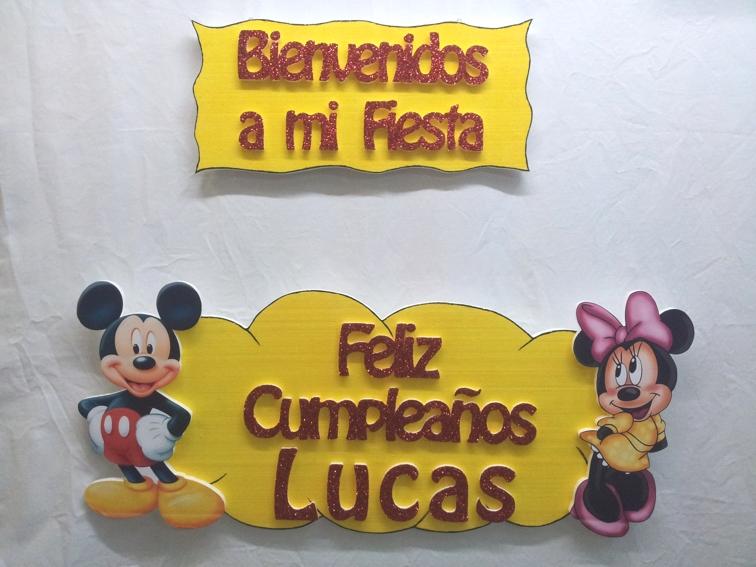 Bienvenidos
a mi Fiesta
Feliz
Cumpleaños
Lucas